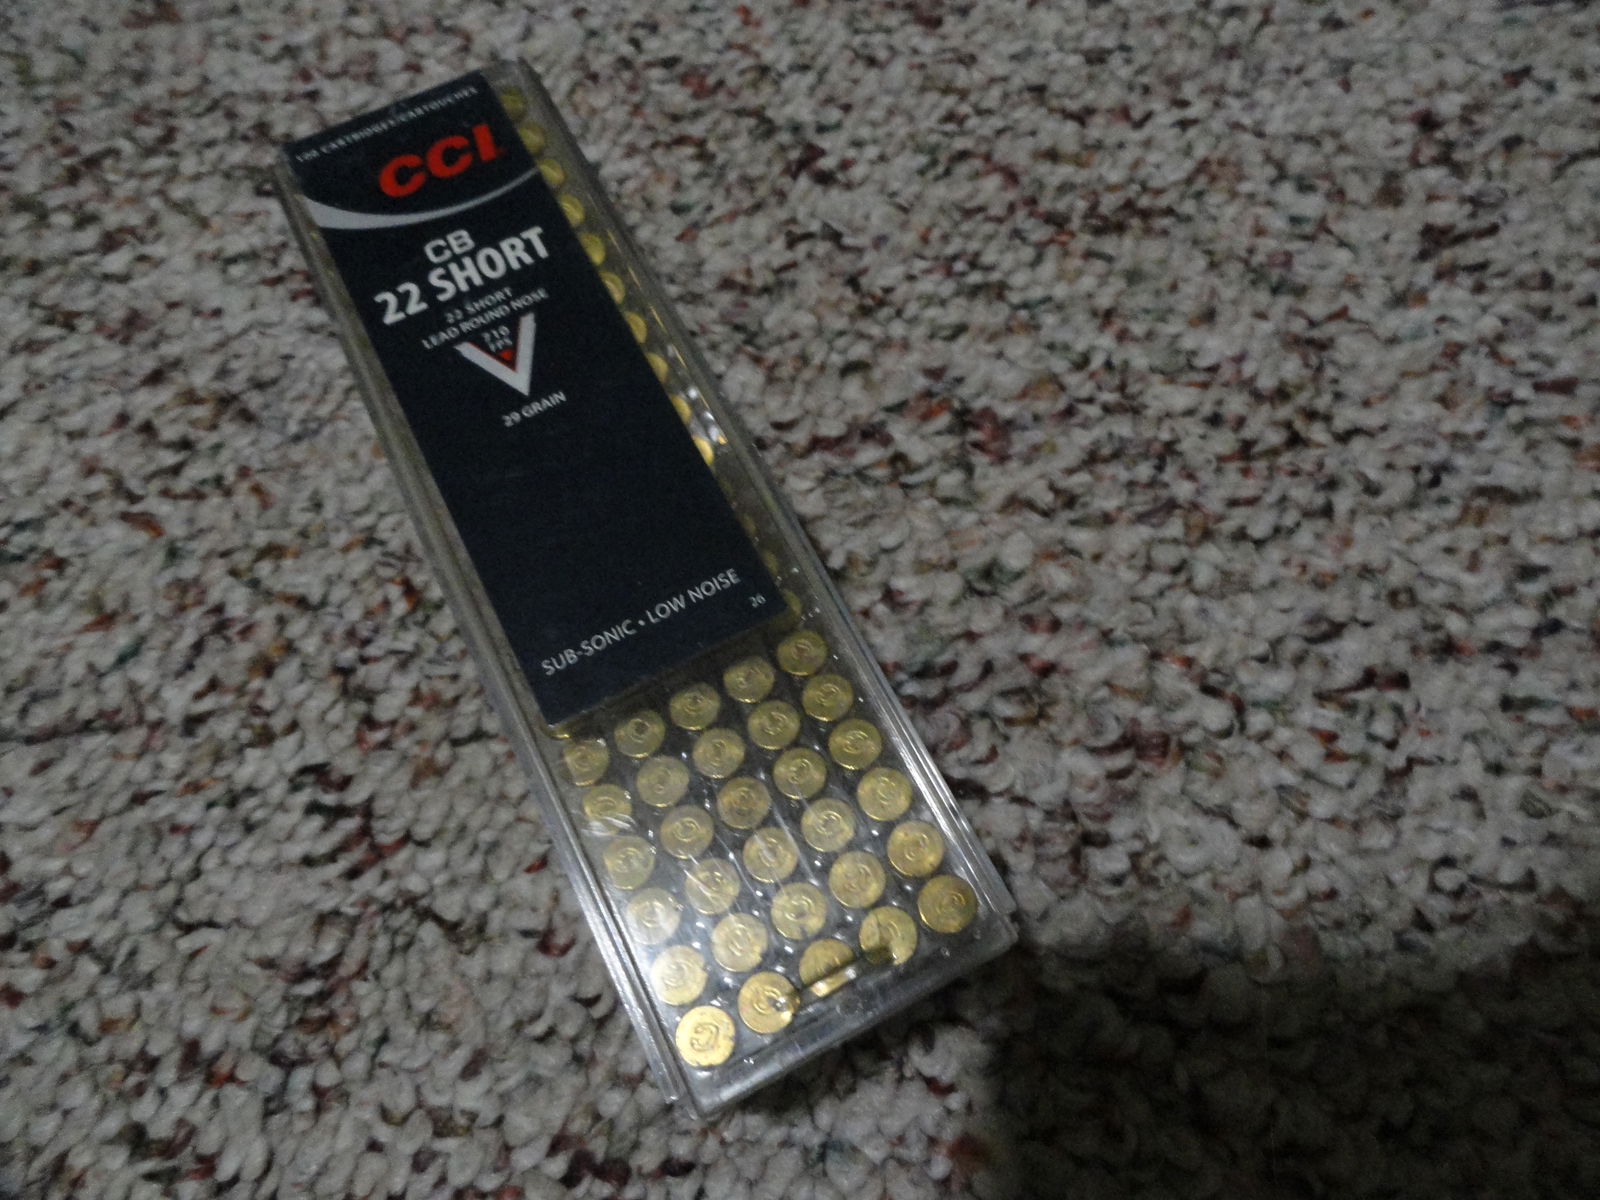 100 CARTRIDGES/CARTOUCHES
CCI
CB
22 SHORT
22 SHORT
LEAD ROUND NOSE
710
FPS
29 GRAIN
SUB-SONIC • LOW NOISE
26